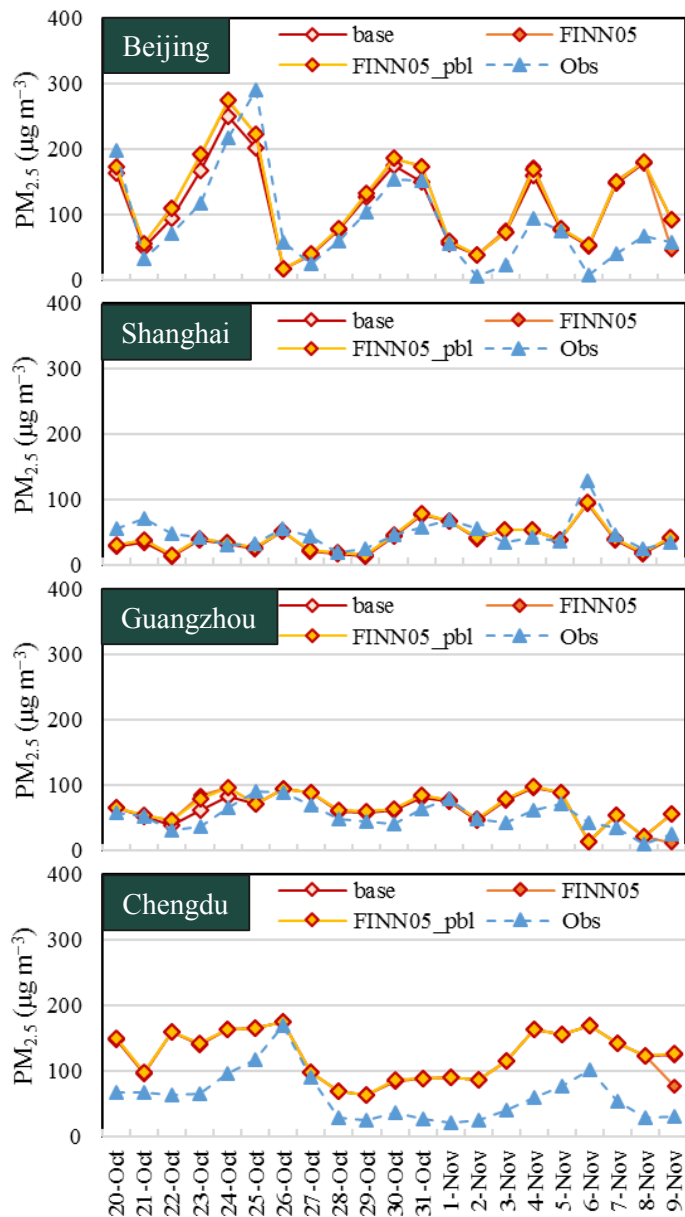 Beijing
base
FINN05
FINN05_pbl
Obs
PM2.5 (µg m−3)
400
300
200
100
0
Shanghai
base
FINN05
FINN05_pbl
Obs
PM2.5 (µg m−3)
400
300
200
100
0
Guangzhou
base
FINN05
FINN05_pbl
Obs
PM2.5 (µg m−3)
400
300
200
100
0
Chengdu
base
FINN05
FINN05_pbl
Obs
PM2.5 (µg m−3)
400
300
200
100
0
20-Oct
21-Oct
22-Oct
23-Oct
24-Oct
25-Oct
26-Oct
27-Oct
28-Oct
29-Oct
30-Oct
31-Oct
1-Nov
2-Nov
3-Nov
4-Nov
5-Nov
6-Nov
7-Nov
8-Nov
9-Nov